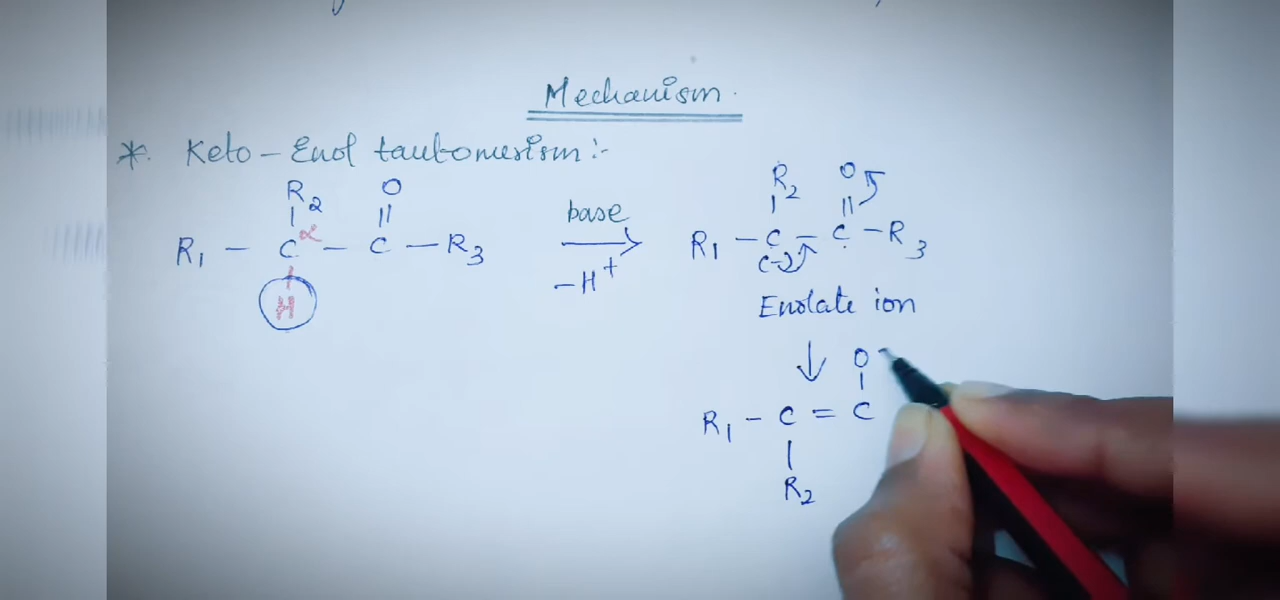 Mechanism.
* Keto - Enol tautomerism :-
R2 O
R1 - C α - C - R3
H
base
-H+
R2 O
R1 - C - C - R3
(-)
Enolate ion
O -
R1 - C = C
R2